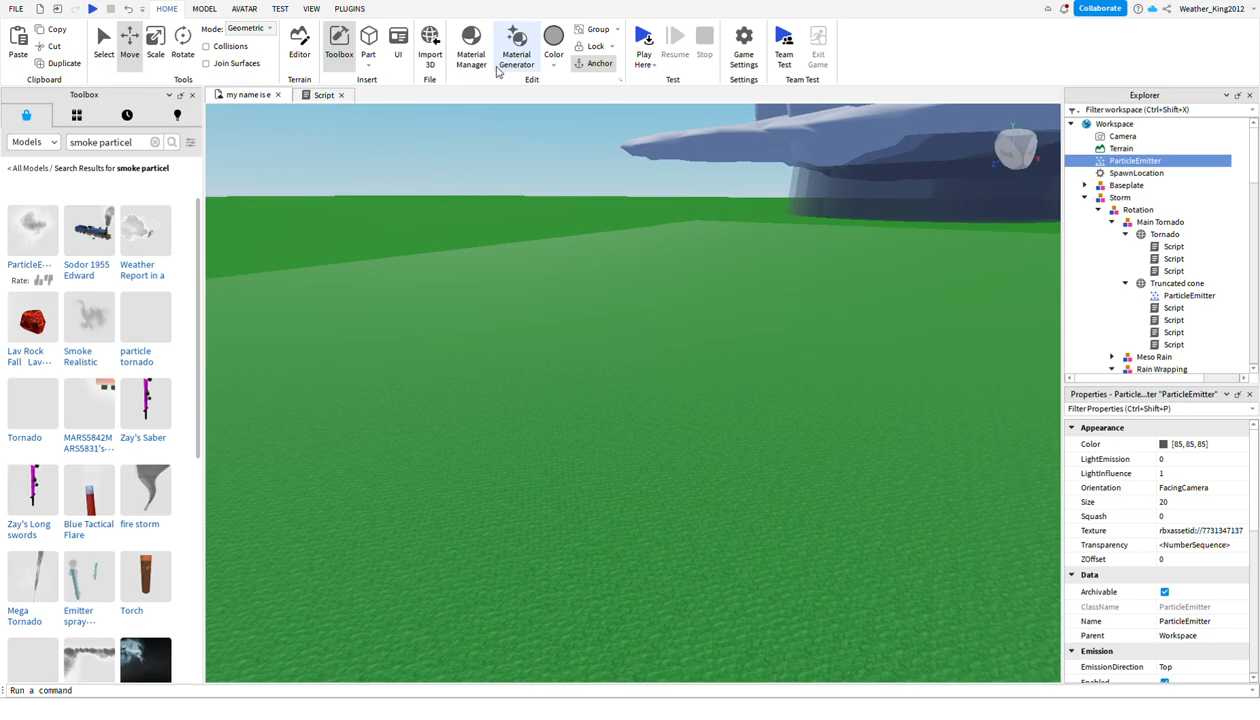 FILE HOME MODEL AVATAR TEST VIEW PLUGINS Collaborate Weather_King2012
Paste Copy Cut Duplicate Clipboard
Select Move Scale Rotate Mode: Geometric Collisions Join Surfaces Tools
Editor Terrain
Toolbox Part UI Insert
Import 3D File
Material Manager Material Generator Color Group Lock Anchor Edit
Play Here Resume Stop Test
Game Settings Settings
Team Test Exit Game Team Test
Toolbox
my name is e Script
Models smoke particel
< All Models / Search Results for smoke particel
ParticleE··· Sodor 1955 Edward Weather Report in a
Rate:
Lav Rock Fall Lav··· Smoke Realistic particle tornado
Tornado MARS5842M ARS5831's··· Zay's Saber
Zay's Long swords Blue Tactical Flare fire storm
Mega Tornado Emitter spray··· Torch
Run a command
Explorer
Filter workspace (Ctrl+Shift+X)
Workspace
Camera
Terrain
ParticleEmitter
SpawnLocation
Baseplate
Storm
Rotation
Main Tornado
Tornado
Script
Script
Script
Truncated cone
ParticleEmitter
Script
Script
Script
Script
Meso Rain
Rain Wrapping
Properties - Particle...ter "ParticleEmitter"
Filter Properties (Ctrl+Shift+P)
Appearance
Color [85,85,85]
LightEmission 0
LightInfluence 1
Orientation FacingCamera
Size 20
Squash 0
Texture rbxassetid://7731347137
Transparency <NumberSequence>
ZOffset 0
Data
Archivable
ClassName ParticleEmitter
Name ParticleEmitter
Parent Workspace
Emission
EmissionDirection Top
Enabled